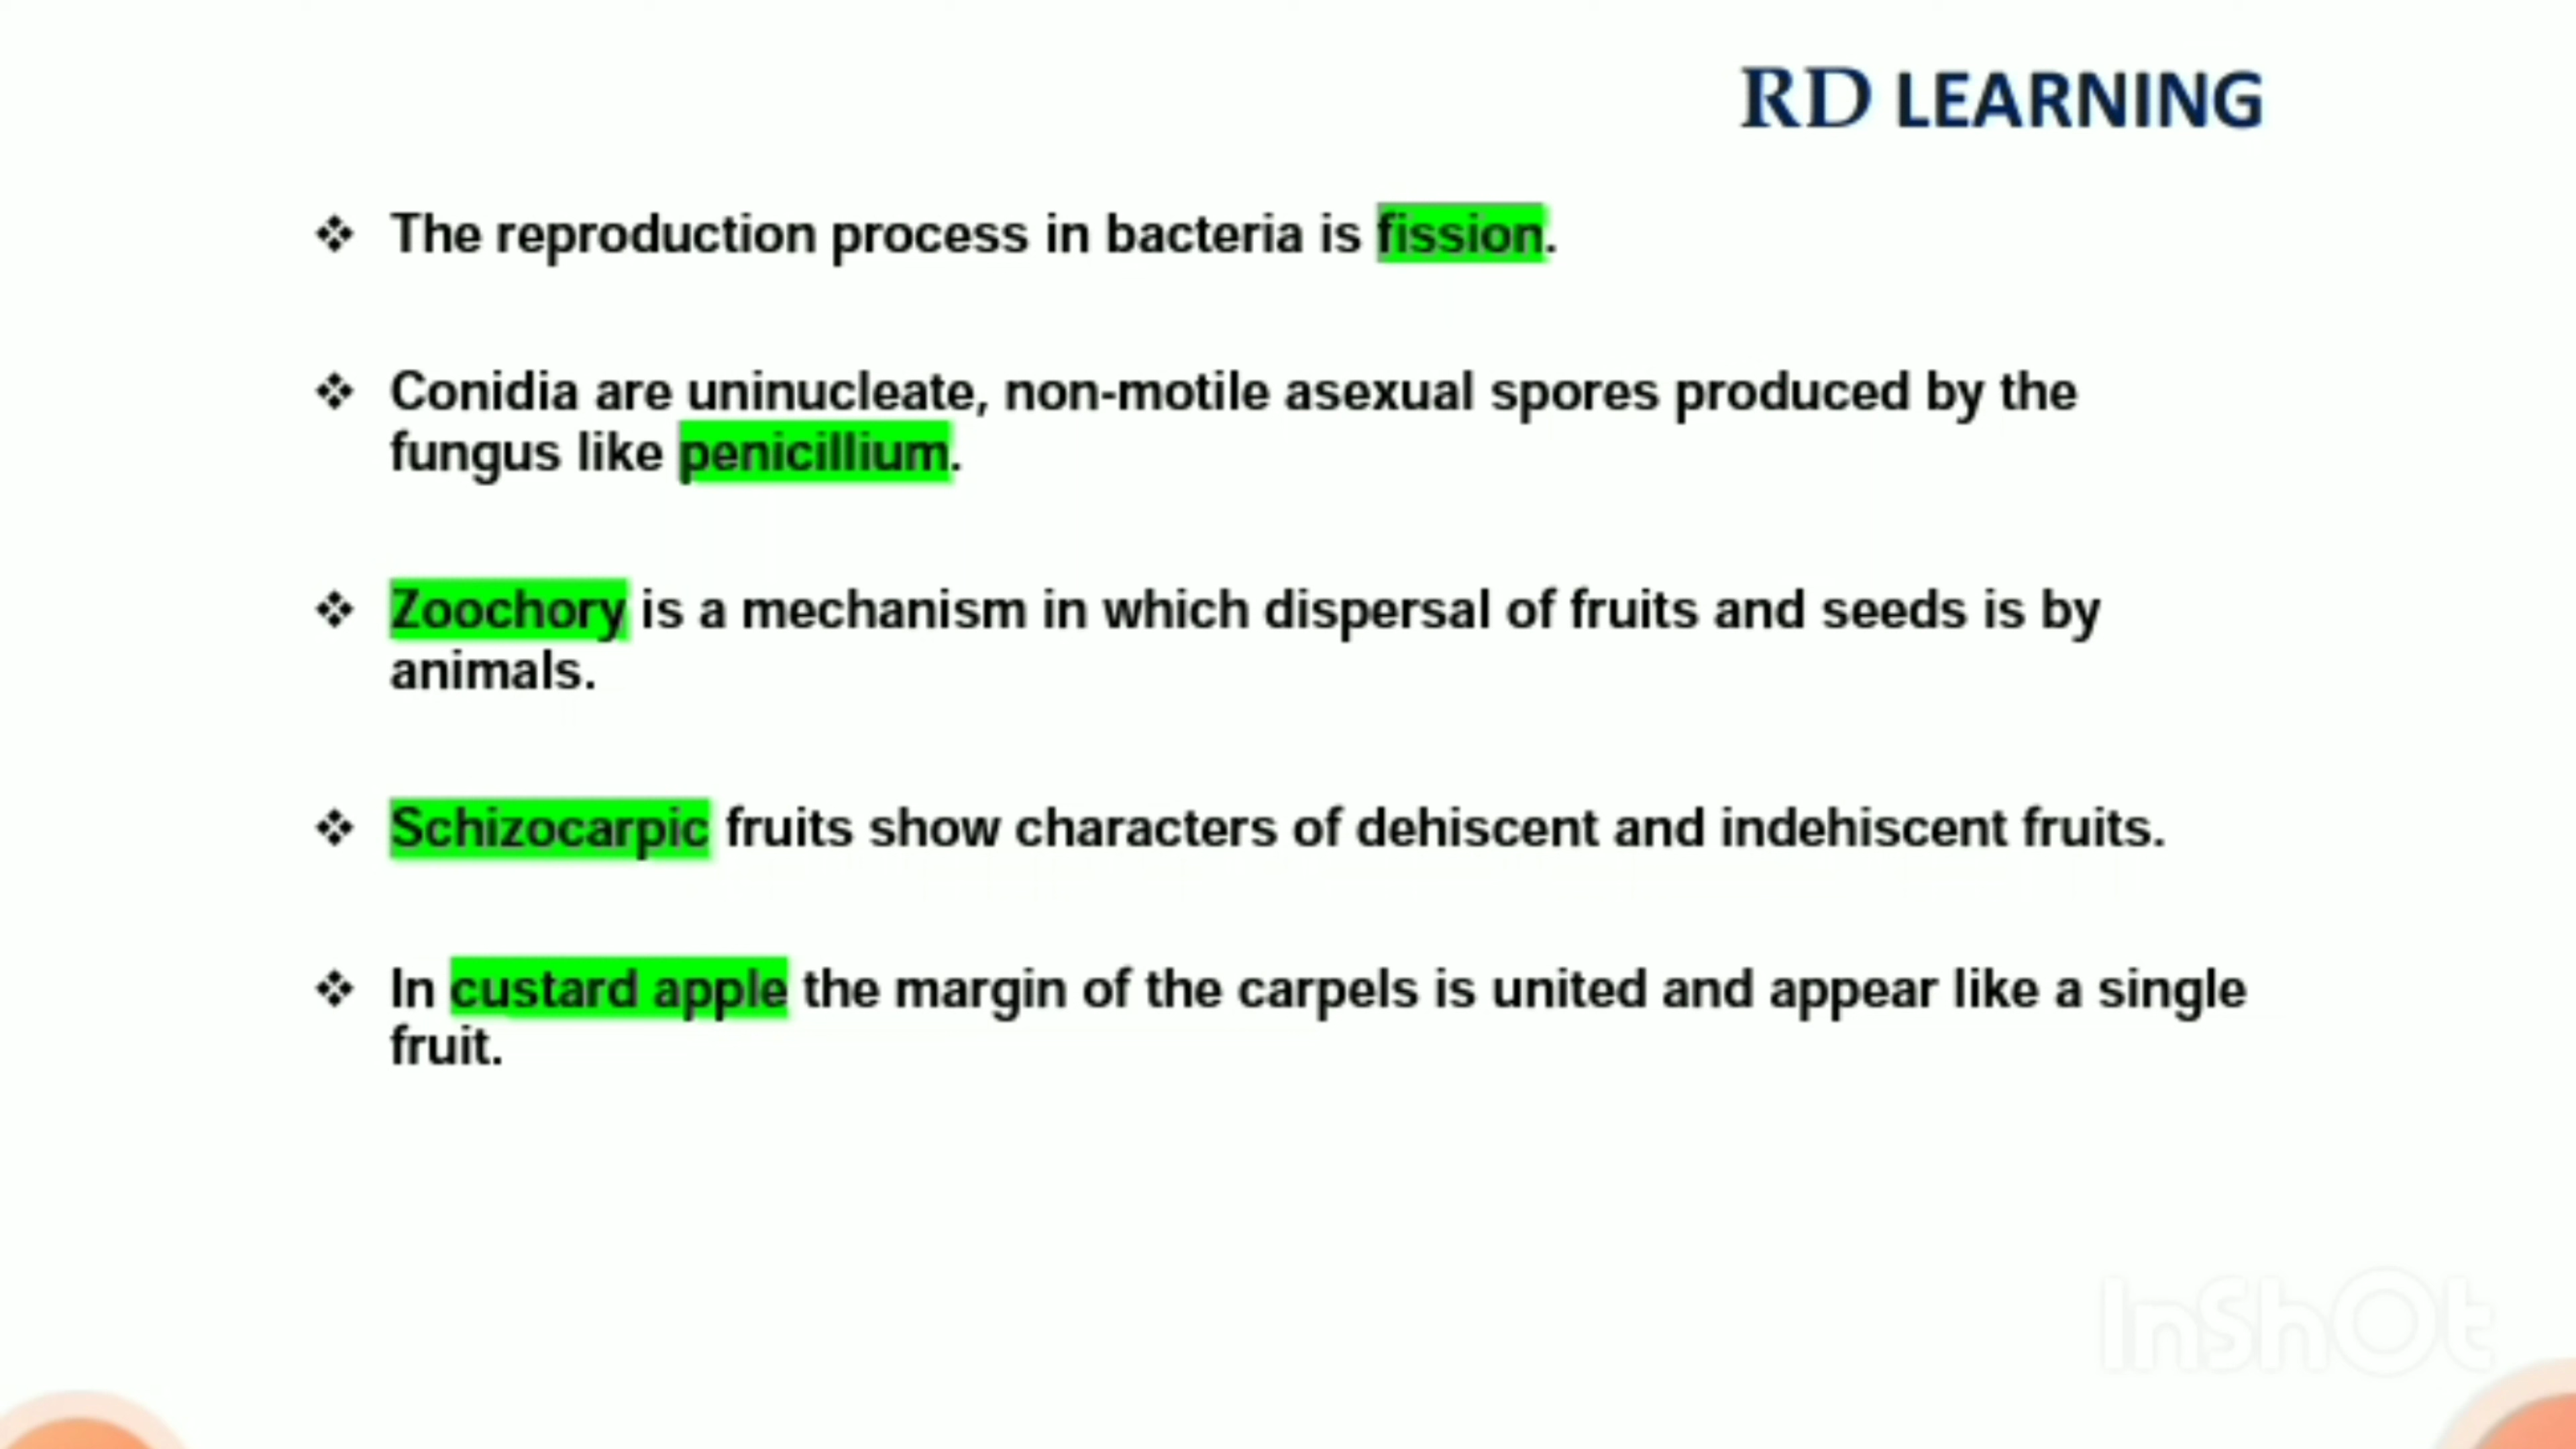 RD LEARNING
❖ The reproduction process in bacteria is fission.
❖ Conidia are uninucleate, non-motile asexual spores produced by the
fungus like penicillium.
❖ Zoochory is a mechanism in which dispersal of fruits and seeds is by
animals.
❖ Schizocarpic fruits show characters of dehiscent and indehiscent fruits.
❖ In custard apple the margin of the carpels is united and appear like a single
fruit.
InShOt